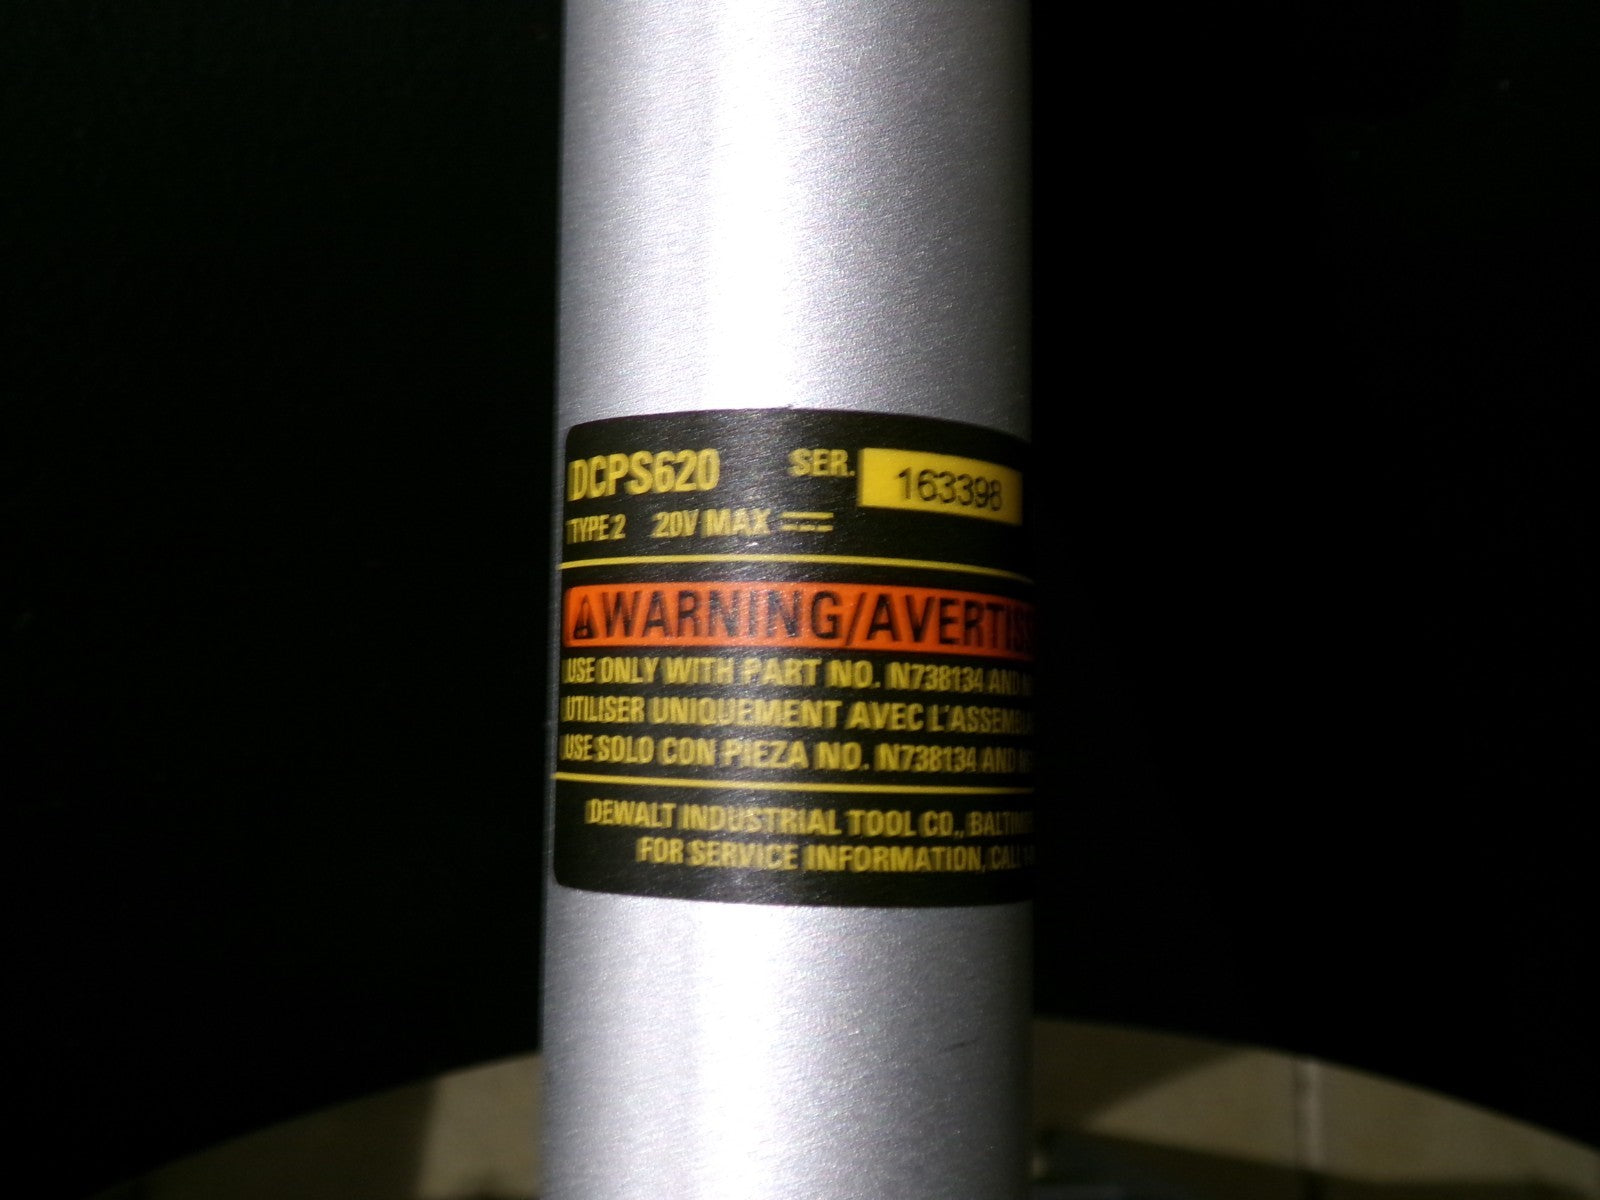 DCPS620 SER. 163398
TYPE 2 20V MAX
WARNING/AVERTISS
USE ONLY WITH PART NO. N738134 AND
UTILISER UNIQUEMENT AVEC L'ASSEMBLA
USE SOLO CON PIEZA NO. N738134 AND
DEWALT INDUSTRIAL TOOL CO., BALTIM
FOR SERVICE INFORMATION, CALL